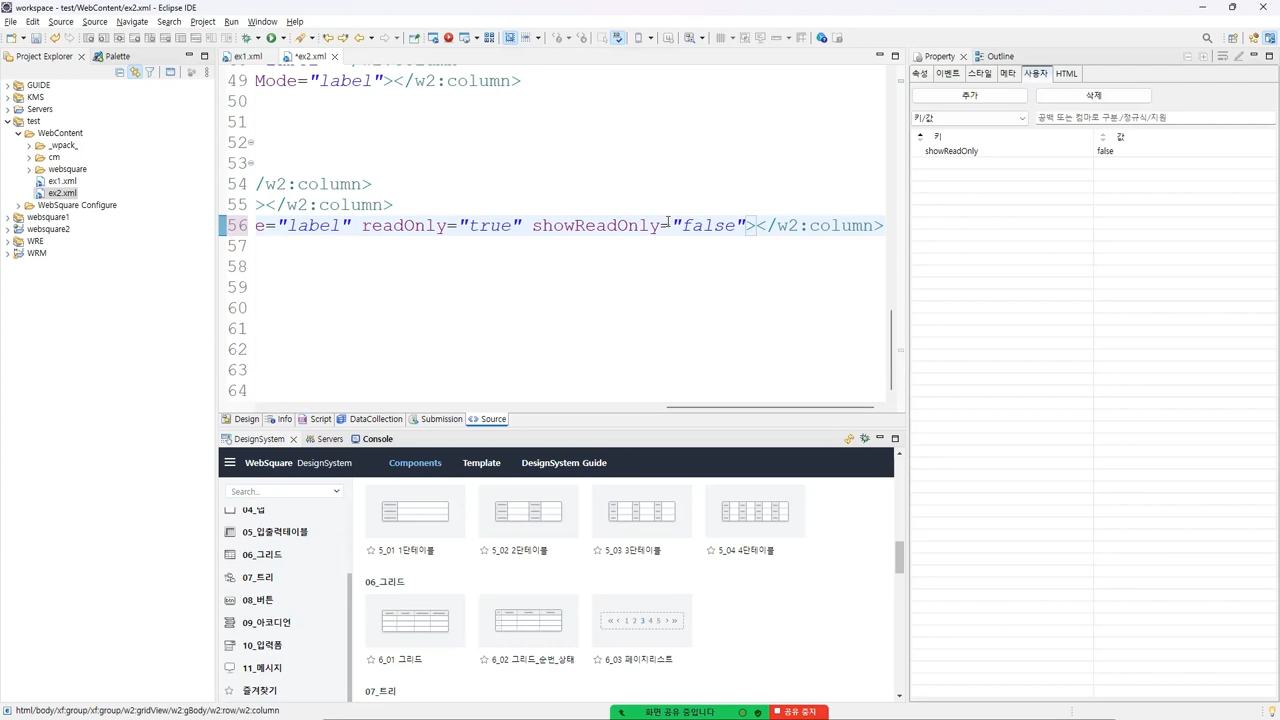 workspace - test/WebContent/ex2.xml - Eclipse IDE
File Edit Source Navigate Search Project Run Window Help
Project Explorer Palette
GUIDE
KMS
Servers
test
WebContent
_wpack_
cm
websquare
ex1.xml
ex2.xml
WebSquare Configure
websquare1
websquare2
WRE
WRM
ex1.xml *ex2.xml
49 Mode="label"></w2:column>
50
51
52
53
54 /w2:column>
55 ></w2:column>
56 e="label" readOnly="true" showReadOnly="false"></w2:column>
57
58
59
60
61
62
63
64
Design Info Script DataCollection Submission Source
DesignSystem Servers Console
WebSquare DesignSystem Components Template DesignSystem Guide
Search...
04_탭
05_입출력테이블
06_그리드
07_트리
08_버튼
09_아코디언
10_입력폼
11_메시지
즐겨찾기
5_01 1단테이블 5_02 2단테이블 5_03 3단테이블 5_04 4단테이블
06_그리드
« ‹ 1 2 3 4 5 › »
6_01 그리드 6_02 그리드_순번_상태 6_03 페이지리스트
07_트리
Property Outline
속성 이벤트 스타일 메타 사용자 HTML
추가 삭제
키/값 공백 또는 컴마로 구분 /정규식/지원
키 값
showReadOnly false
html/body/xf:group/xf:group/w2:gridView/w2:gBody/w2:row/w2:column
화면 공유 중입니다 공유 중지